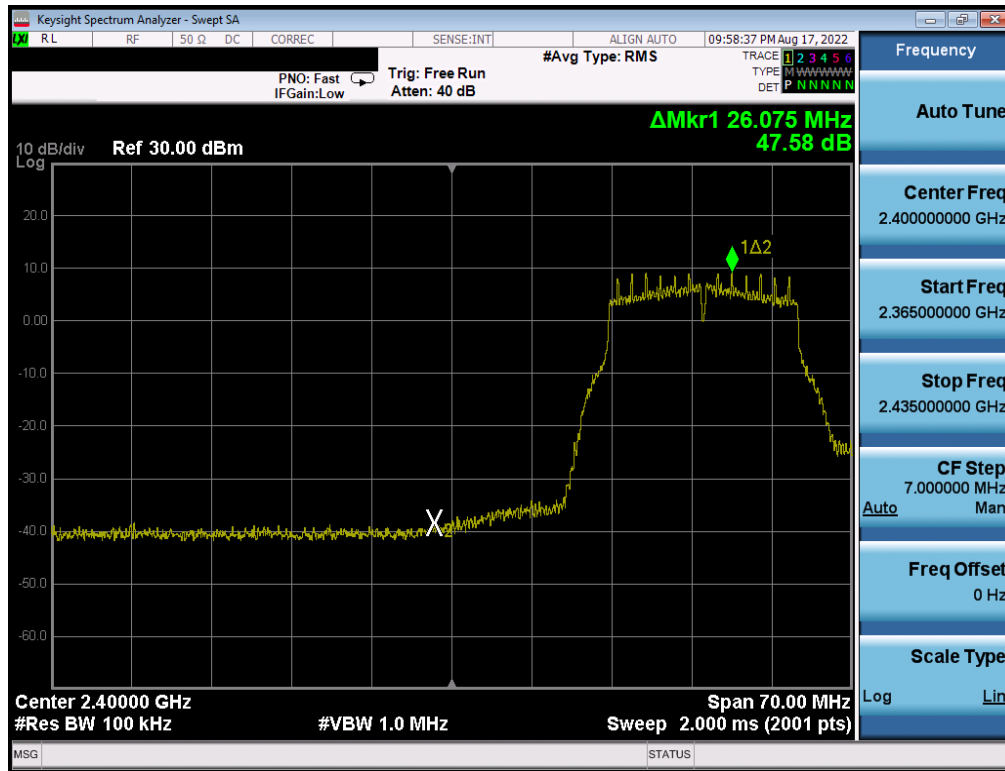 Keysight Spectrum Analyzer - Swept SA
LXI RL RF 50 Ω DC CORREC SENSE:INT ALIGN AUTO 09:58:37 PM Aug 17, 2022
PNO: Fast
IFGain:Low
Trig: Free Run
Atten: 40 dB
#Avg Type: RMS
TRACE 1 2 3 4 5 6
TYPE M W W W W W
DET P N N N N N
ΔMkr1 26.075 MHz
47.58 dB
10 dB/div Ref 30.00 dBm
Log
20.0
10.0
0.00
-10.0
-20.0
-30.0
-40.0
-50.0
-60.0
1Δ2
X2
Center 2.40000 GHz Span 70.00 MHz
#Res BW 100 kHz #VBW 1.0 MHz Sweep 2.000 ms (2001 pts)
MSG STATUS
Frequency
Auto Tune
Center Freq
2.400000000 GHz
Start Freq
2.365000000 GHz
Stop Freq
2.435000000 GHz
CF Step
7.000000 MHz
Auto Man
Freq Offset
0 Hz
Scale Type
Log Lin